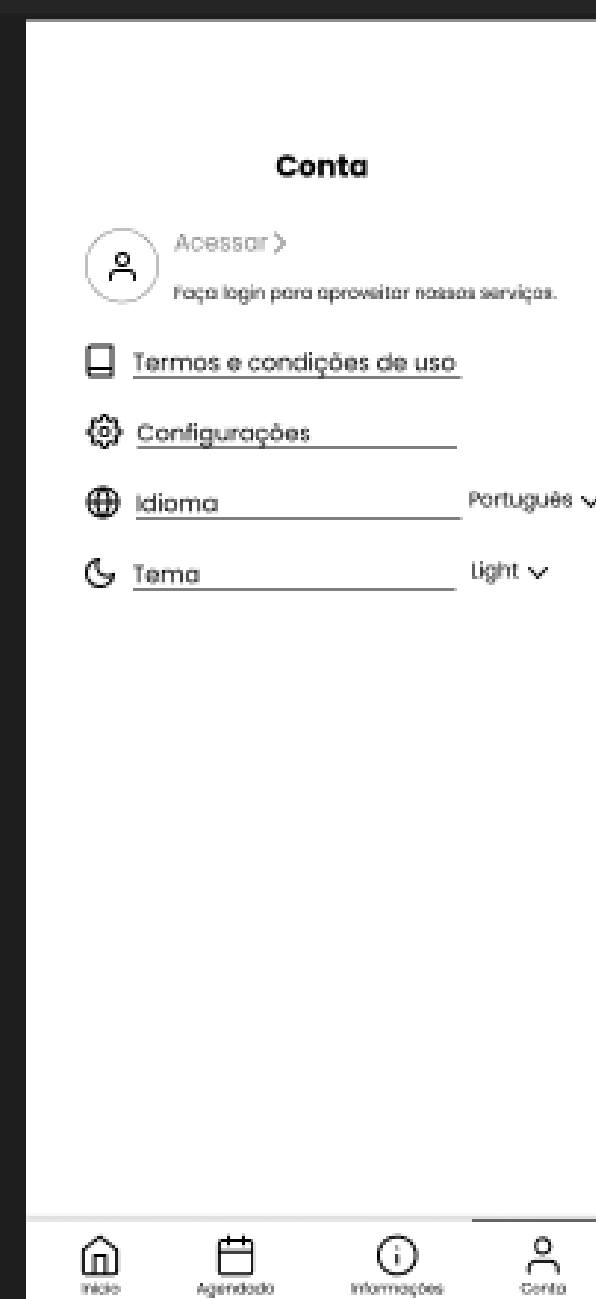 Conta
Acessar
Faça login para aproveitar nossos serviços.
Termos e condições de uso
Configurações
Idioma Português
Tema Light
Início Agendado Informações Conta